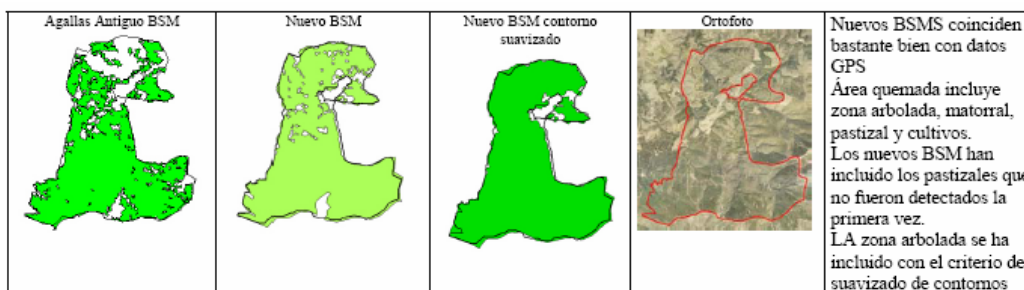 Agallas Antiguo BSM
Nuevo BSM
Nuevo BSM contorno
suavizado
Ortofoto
Nuevos BSMS coinciden
bastante bien con datos
GPS
Área quemada incluye
zona arbolada, matorral,
pastizal y cultivos.
Los nuevos BSM han
incluido los pastizales que
no fueron detectados la
primera vez.
LA zona arbolada se ha
incluido con el criterio de
suavizado de contornos